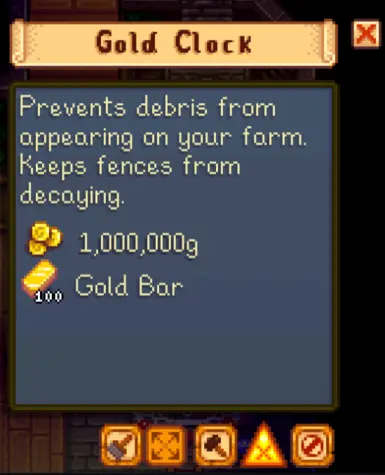 Gold Clock
Prevents debris from
appearing on your farm.
Keeps fences from
decaying.
1,000,000g
100 Gold Bar